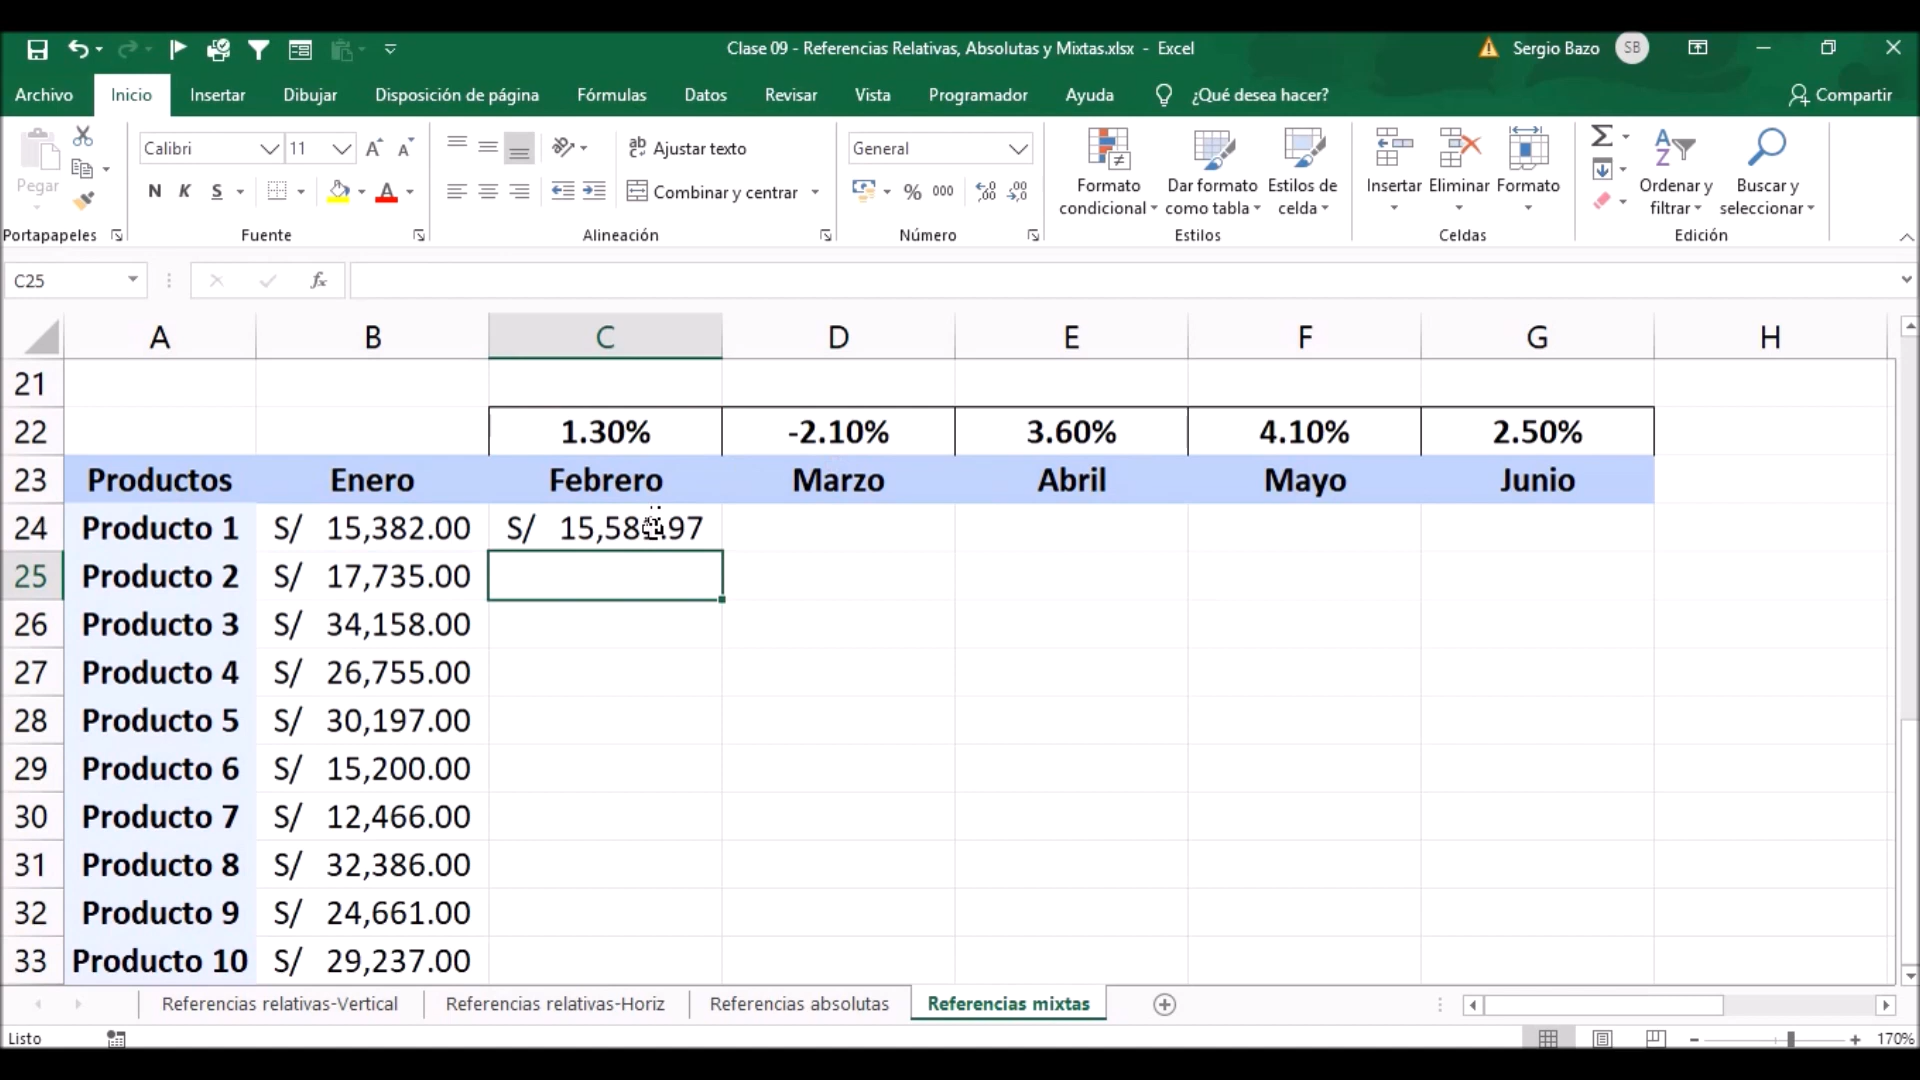 Clase 09 - Referencias Relativas, Absolutas y Mixtas.xlsx - Excel
Sergio Bazo SB
Archivo Inicio Insertar Dibujar Disposición de página Fórmulas Datos Revisar Vista Programador Ayuda ¿Qué desea hacer? Compartir
Pegar
Calibri 11
N K S
Ajustar texto
Combinar y centrar
General
% 000
Formato condicional
Dar formato como tabla
Estilos de celda
Insertar Eliminar Formato
Ordenar y filtrar
Buscar y seleccionar
Portapapeles Fuente Alineación Número Estilos Celdas Edición
C25 fx
A B C D E F G H
21
22 1.30% -2.10% 3.60% 4.10% 2.50%
23 Productos Enero Febrero Marzo Abril Mayo Junio
24 Producto 1 S/ 15,382.00 S/
25 Producto 2 S/ 17,735.00
26 Producto 3 S/ 34,158.00
27 Producto 4 S/ 26,755.00
28 Producto 5 S/ 30,197.00
29 Producto 6 S/ 15,200.00
30 Producto 7 S/ 12,466.00
31 Producto 8 S/ 32,386.00
32 Producto 9 S/ 24,661.00
33 Producto 10 S/ 29,237.00
Referencias relativas-Vertical Referencias relativas-Horiz Referencias absolutas Referencias mixtas
Listo 170%